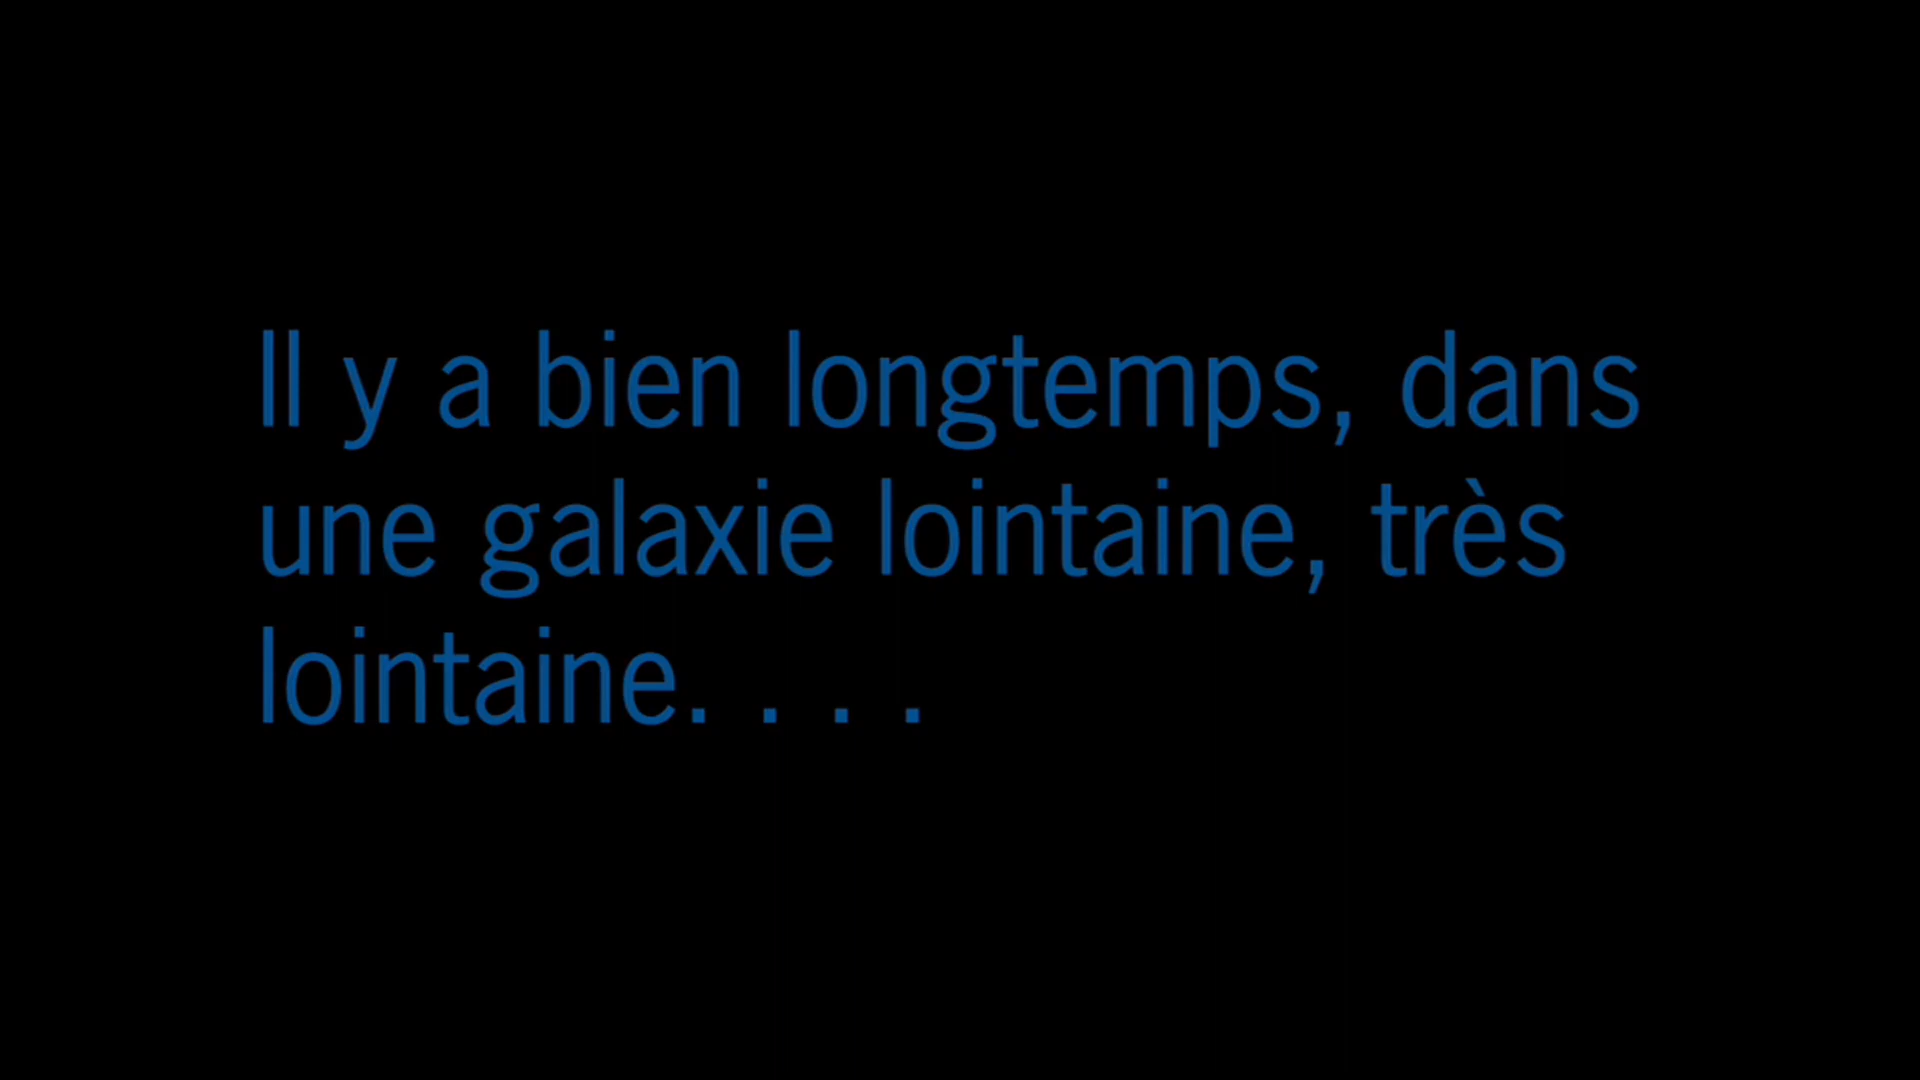 Il y a bien longtemps, dans
une galaxie lointaine, très
lointaine. . . .